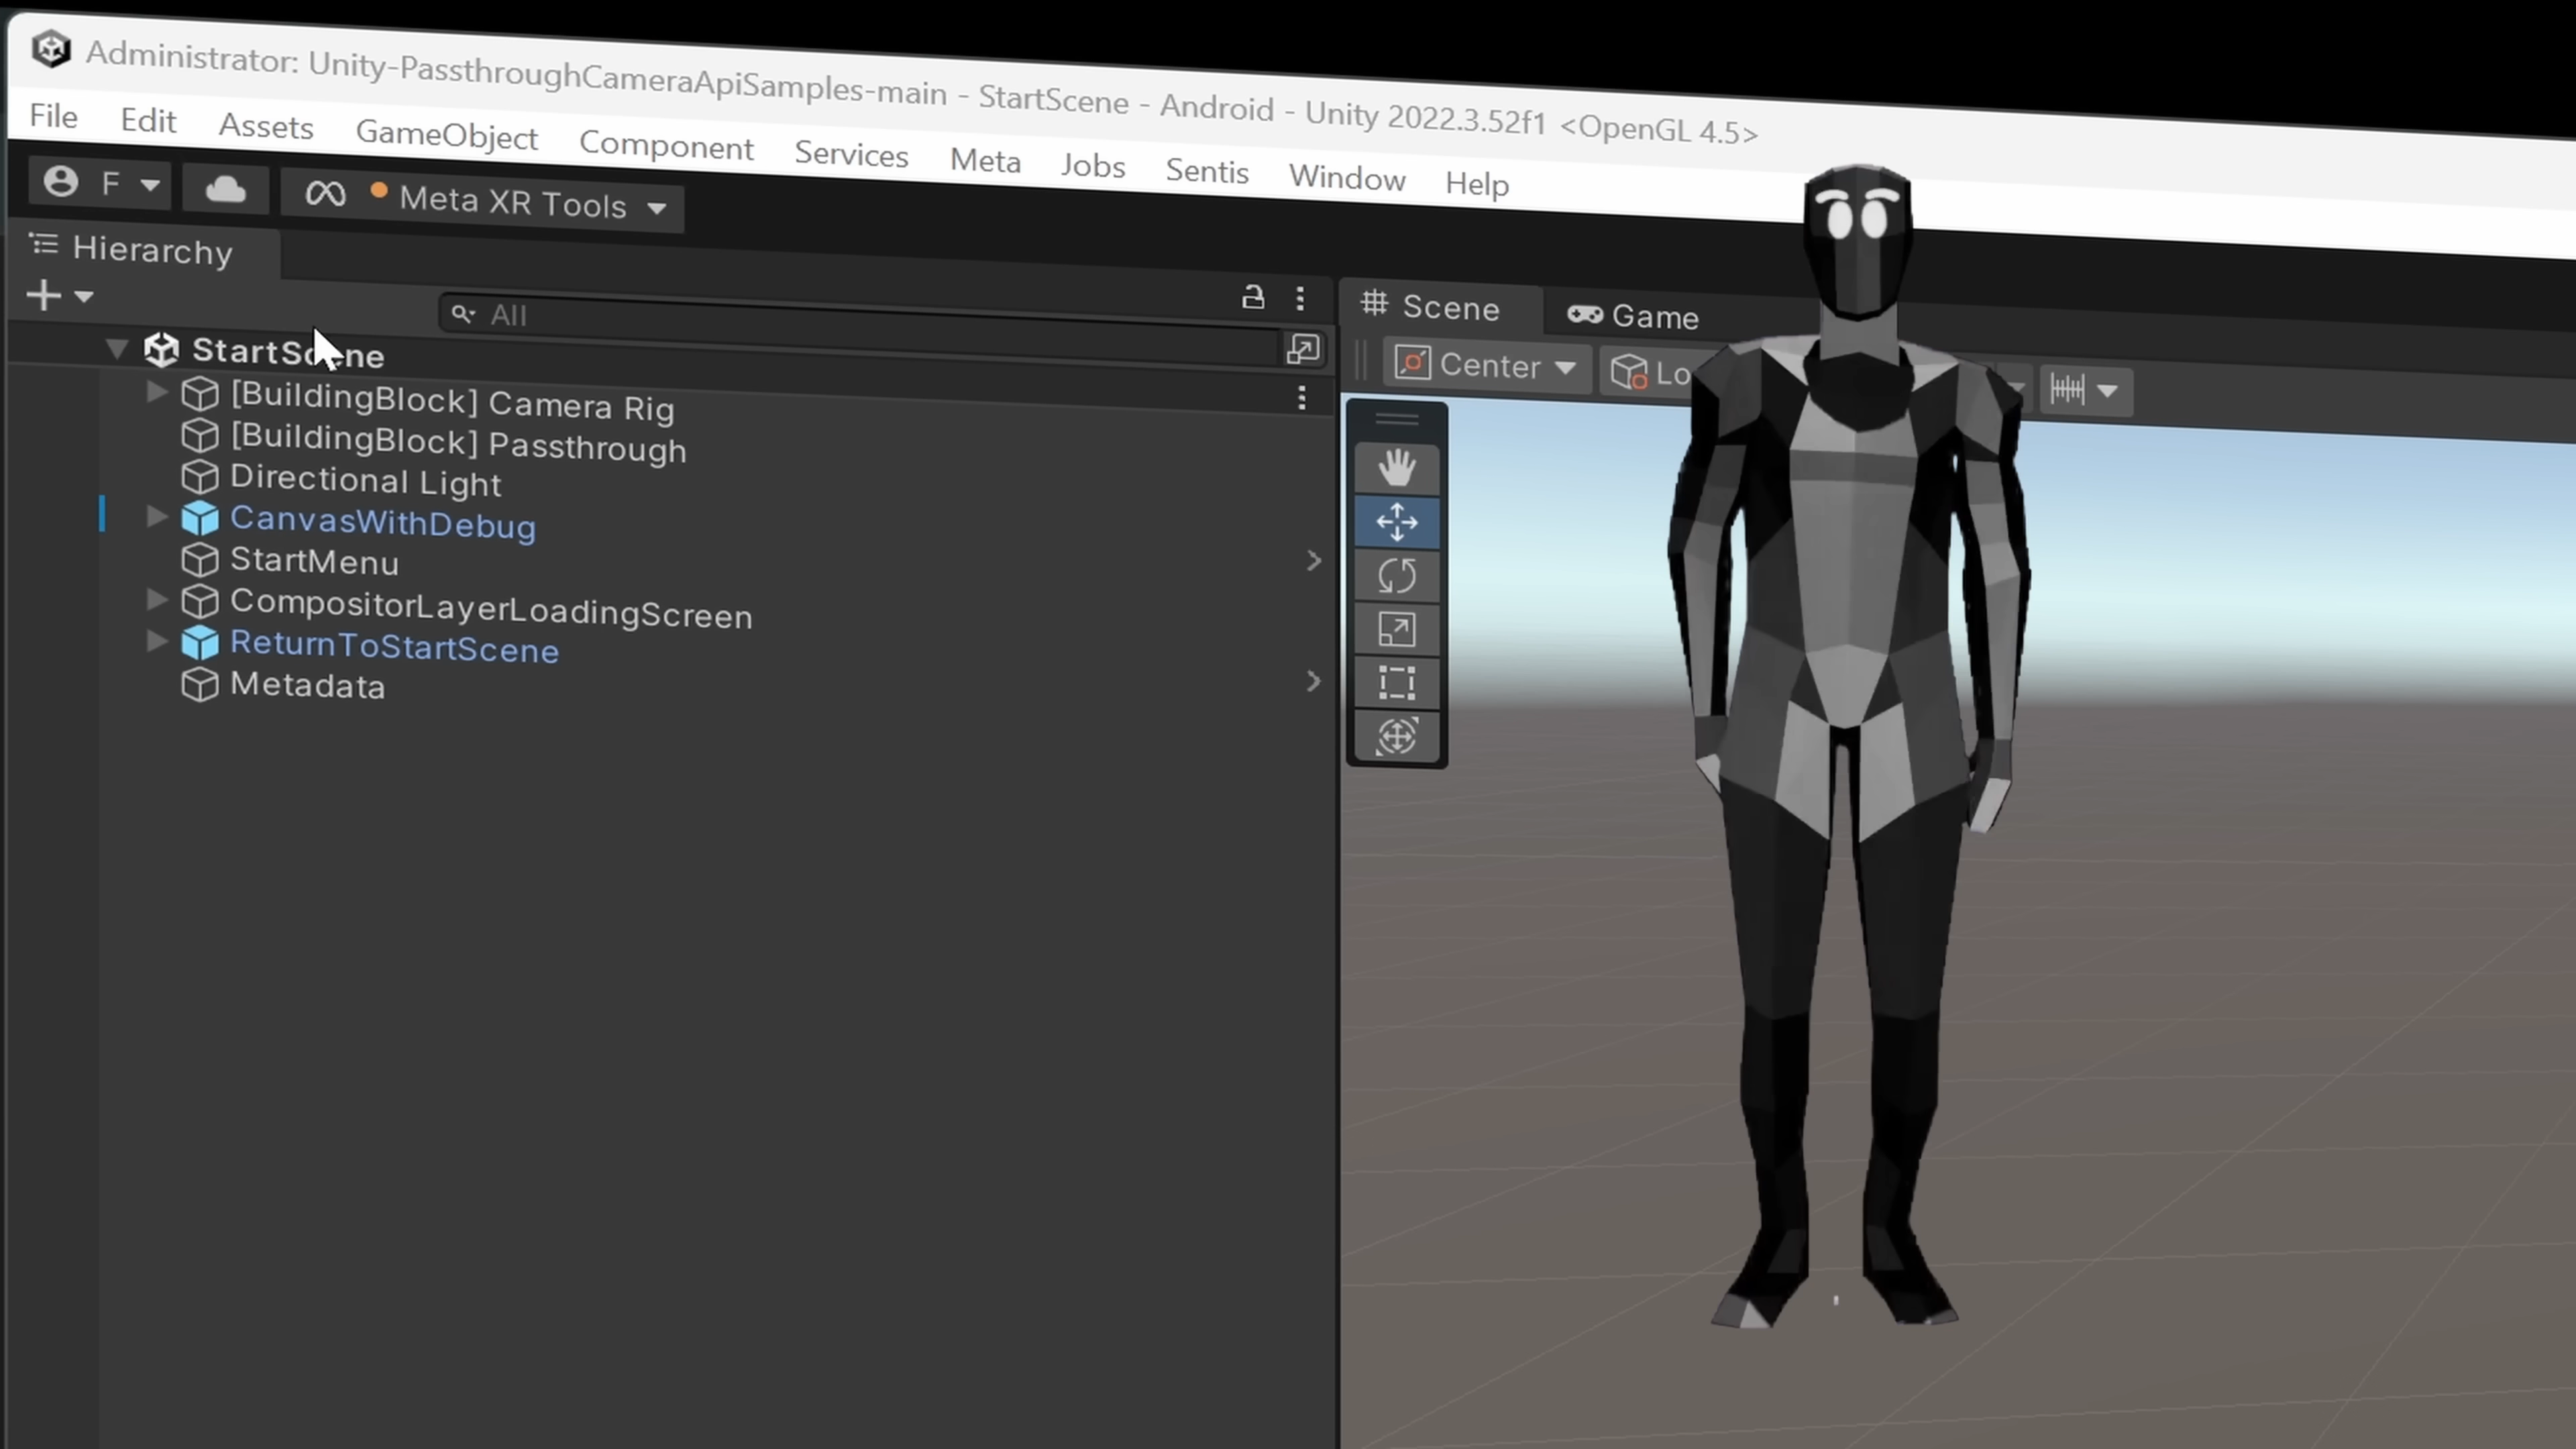 Administrator: Unity-PassthroughCameraApiSamples-main - StartScene - Android - Unity 2022.3.52f1 <OpenGL 4.5>
File Edit Assets GameObject Component Services Meta Jobs Sentis Window Help
F Meta XR Tools
Hierarchy
All
Scene Game
Center Lo
StartScene
[BuildingBlock] Camera Rig
[BuildingBlock] Passthrough
Directional Light
CanvasWithDebug
StartMenu
CompositorLayerLoadingScreen
ReturnToStartScene
Metadata